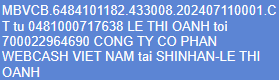 MBVCB.6484101182.433008.202407110001.C
T tu 0481000717638 LE THI OANH toi
700022964690 CONG TY CO PHAN
WEBCASH VIET NAM tai SHINHAN-LE THI
OANH